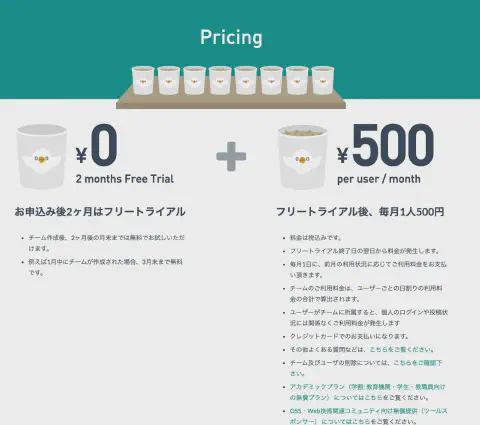 Pricing
¥0
2 months Free Trial
¥500
per user / month
お申込み後2ヶ月はフリートライアル
チーム作成後、2ヶ月後の月末までは無料でお試しいただ
けます。
例えば1月中にチームが作成された場合、3月末まで無料
です。
フリートライアル後、毎月1人500円
料金は税込みです。
フリートライアル終了日の翌日から料金が発生します。
毎月1日に、前月の利用状況に応じてご利用料金をお支払
い頂きます。
チームのご利用料金は、ユーザーごとの日割りの利用料
金の合計で算出されます。
ユーザーがチームに所属すると、個人のログインや投稿状
況には関係なくご利用料金が発生します
クレジットカードでのお支払いになります。
その他よくある質問などは、こちらをご覧ください。
チーム及びユーザの削除については、こちらをご確認下
さい。
アカデミックプラン（学割: 教育機関・学生・教職員向け
の無償プラン）についてはこちらをご覧ください。
OSS・Web技術関連コミュニティ向け無償提供（ツールス
ポンサー）についてはこちらをご覧ください。